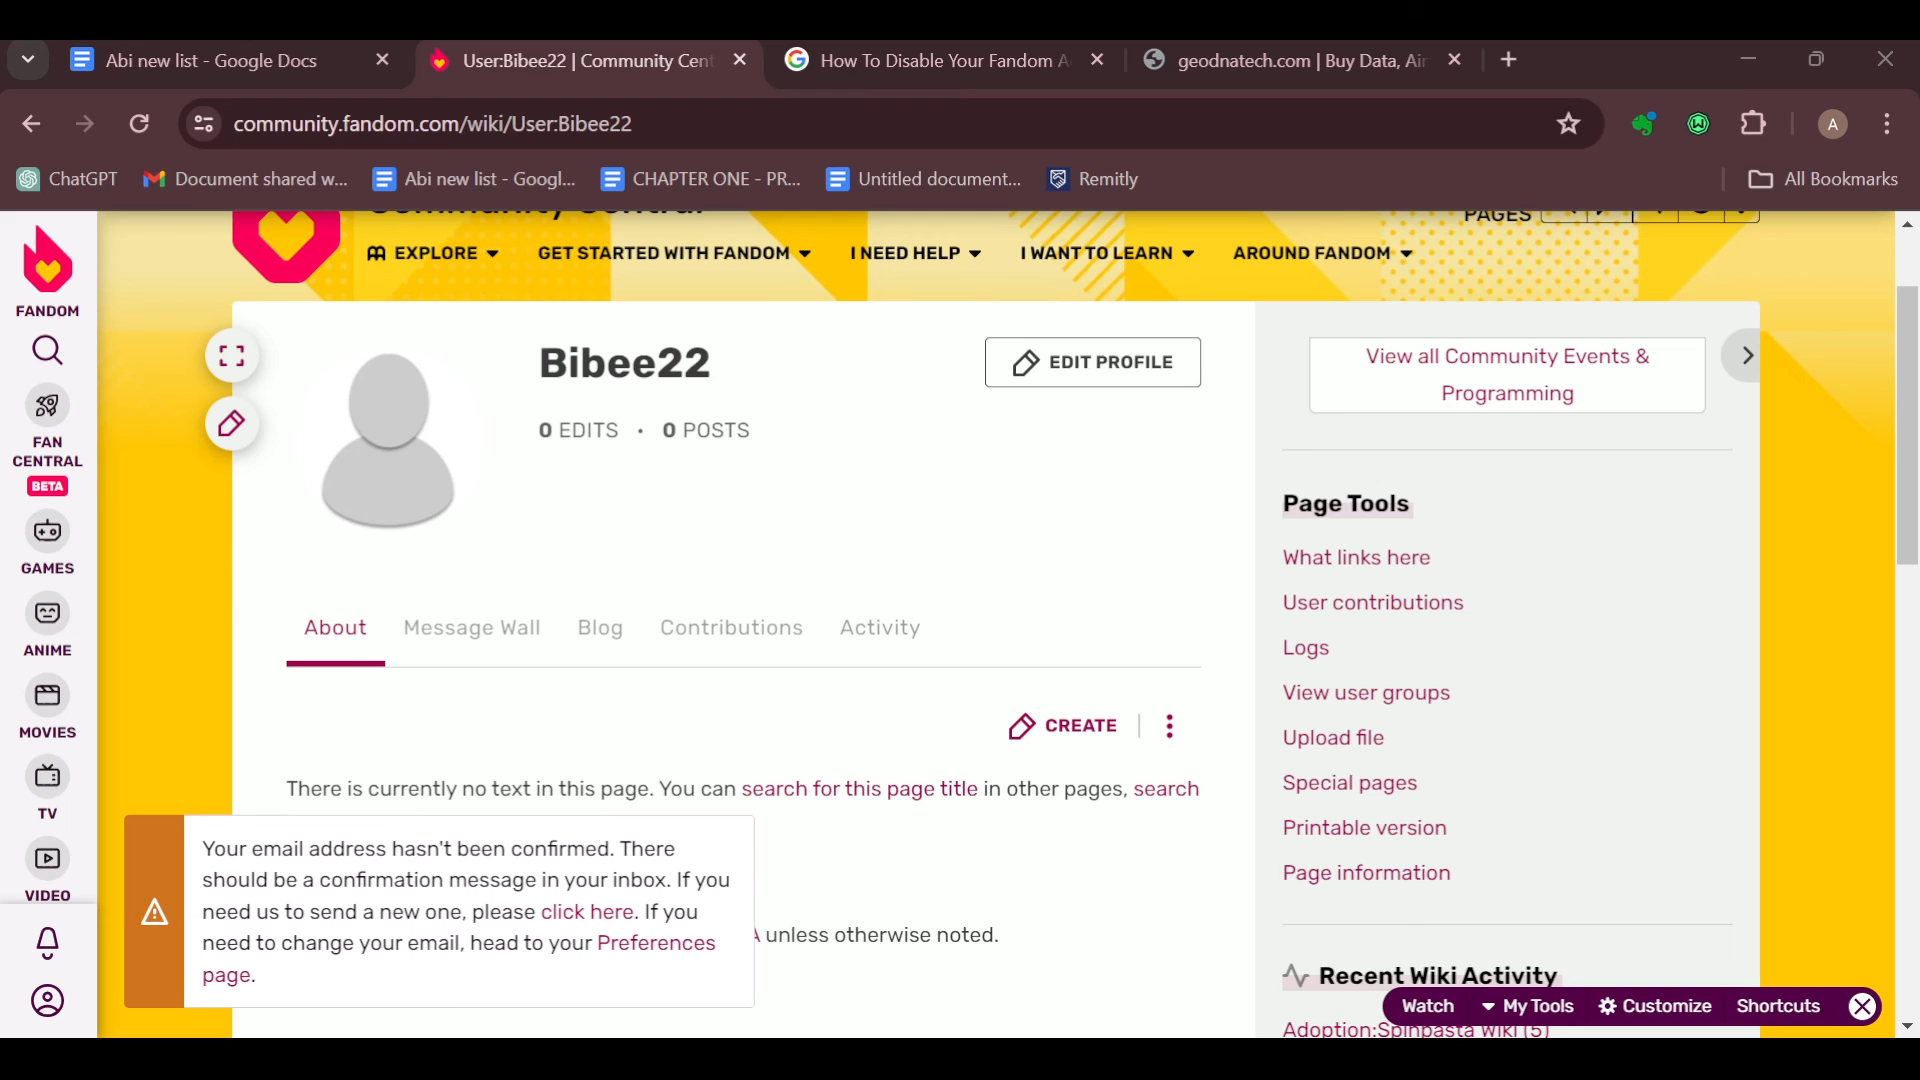 Abi new list - Google Docs
User:Bibee22 | Community Cent
How To Disable Your Fandom A
geodnatech.com | Buy Data, Air
community.fandom.com/wiki/User:Bibee22
A
ChatGPT
Document shared w...
Abi new list - Googl...
CHAPTER ONE - PR...
Untitled document...
Remitly
All Bookmarks
Community Central
PAGES
EXPLORE
GET STARTED WITH FANDOM
I NEED HELP
I WANT TO LEARN
AROUND FANDOM
FANDOM
FAN
CENTRAL
BETA
GAMES
ANIME
MOVIES
TV
VIDEO
Bibee22
EDIT PROFILE
0 EDITS • 0 POSTS
About
Message Wall
Blog
Contributions
Activity
CREATE
There is currently no text in this page. You can search for this page title in other pages, search
unless otherwise noted.
Your email address hasn't been confirmed. There
should be a confirmation message in your inbox. If you
need us to send a new one, please click here. If you
need to change your email, head to your Preferences
page.
View all Community Events &
Programming
Page Tools
What links here
User contributions
Logs
View user groups
Upload file
Special pages
Printable version
Page information
Recent Wiki Activity
Adoption:Spinpasta Wiki (5)
Watch
My Tools
Customize
Shortcuts